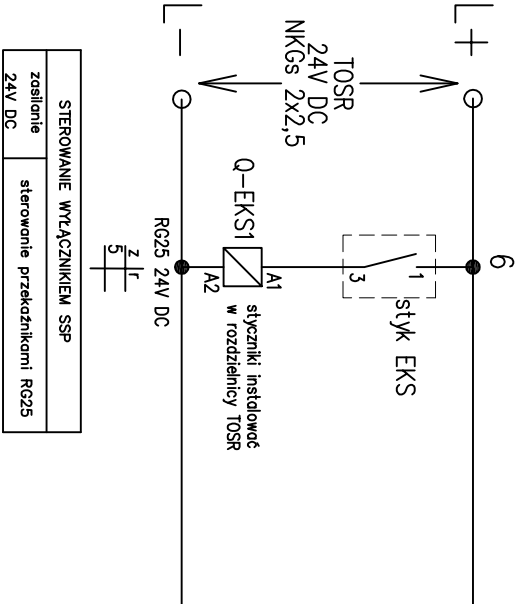 L+
6
TOSR
24V DC
NKGs 2x2,5
1
3
styk EKS
Q-EKS1
A1
A2
styczniki instalować
w rozdzielnicy TOSR
L-
RG25 24V DC
z r
5
STEROWANIE WYŁĄCZNIKIEM SSP
zasilanie
24V DC
sterowanie przekaźnikami RG25